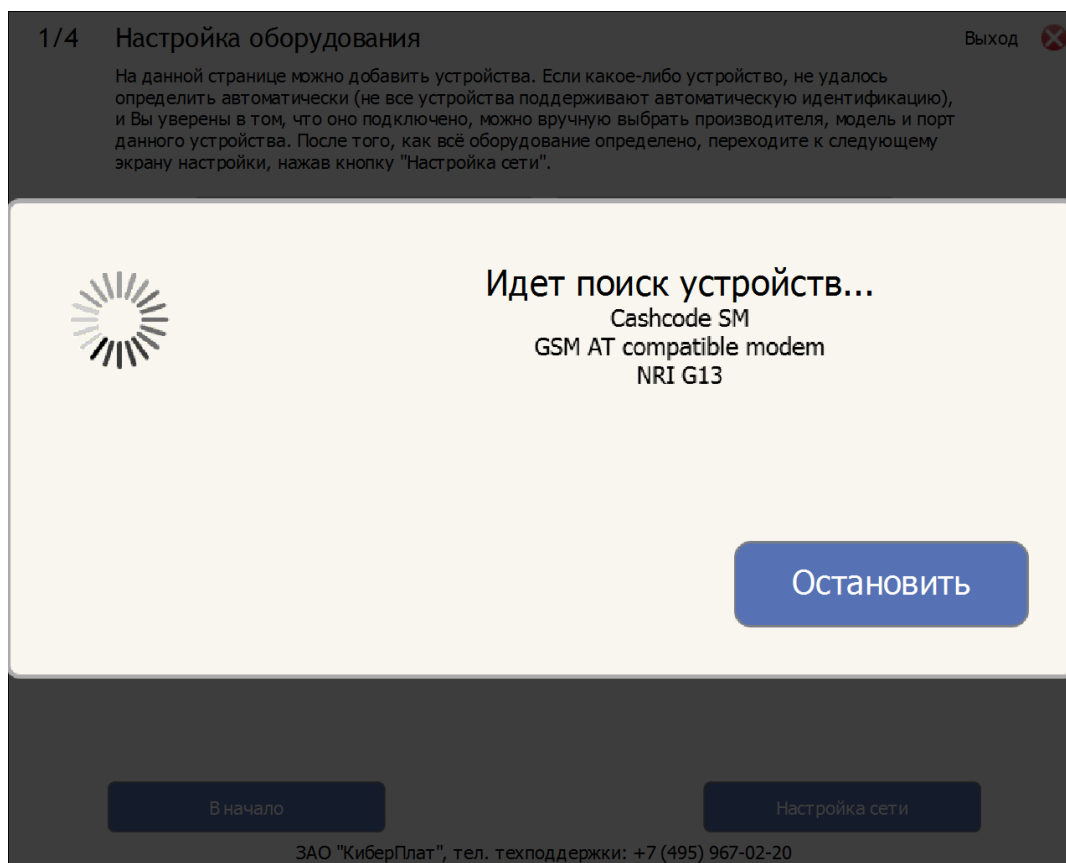 1/4 Настройка оборудования Выход
На данной странице можно добавить устройства. Если какое-либо устройство, не удалось
определить автоматически (не все устройства поддерживают автоматическую идентификацию),
и Вы уверены в том, что оно подключено, можно вручную выбрать производителя, модель и порт
данного устройства. После того, как всё оборудование определено, переходите к следующему
экрану настройки, нажав кнопку "Настройка сети".
Идет поиск устройств...
Cashcode SM
GSM AT compatible modem
NRI G13
Остановить
В начало Настройка сети
ЗАО "КиберПлат", тел. техподдержки: +7 (495) 967-02-20